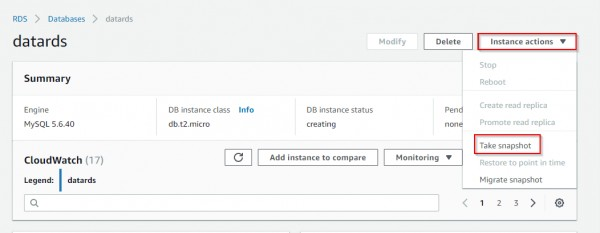 RDS > Databases > datards
datards
Modify Delete Instance actions ▼
Stop
Reboot
Summary
Create read replica
Promote read replica
Engine DB instance class Info DB instance status Pend
MySQL 5.6.40 db.t2.micro creating none
Take snapshot
Restore to point in time
Migrate snapshot
CloudWatch (17) Add instance to compare Monitoring ▼
Legend: datards
< 1 2 3 >